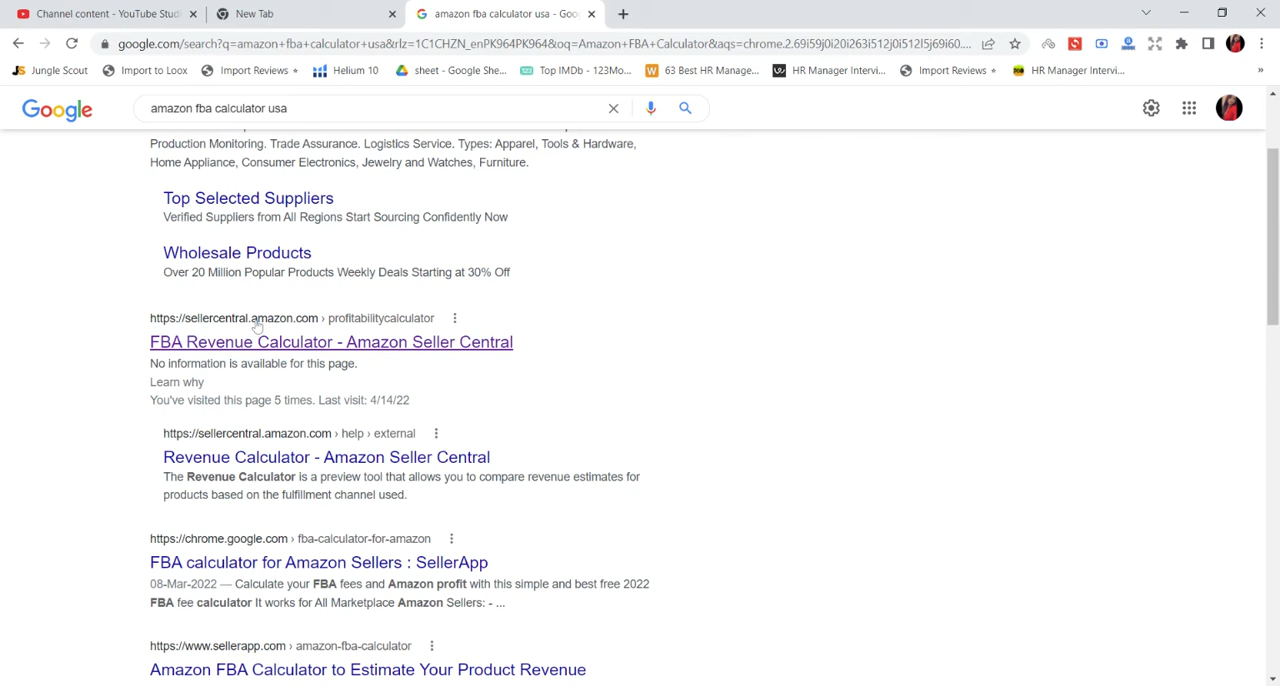 Channel content - YouTube Studi
New Tab
amazon fba calculator usa - Goo
google.com/search?q=amazon+fba+calculator+usa&rlz=1C1CHZN_enPK964PK964&oq=Amazon+FBA+Calculator&aqs=chrome.2.69i59j0i20i263i512j0i512l5j69i60....
Jungle Scout
Import to Loox
Import Reviews
Helium 10
sheet - Google She...
Top IMDb - 123Mo...
63 Best HR Manage...
HR Manager Intervi...
Import Reviews
HR Manager Intervi...
»
Google
amazon fba calculator usa
Production Monitoring. Trade Assurance. Logistics Service. Types: Apparel, Tools & Hardware,
Home Appliance, Consumer Electronics, Jewelry and Watches, Furniture.
Top Selected Suppliers
Verified Suppliers from All Regions Start Sourcing Confidently Now
Wholesale Products
Over 20 Million Popular Products Weekly Deals Starting at 30% Off
https://sellercentral.amazon.com › profitabilitycalculator
FBA Revenue Calculator - Amazon Seller Central
No information is available for this page.
Learn why
You've visited this page 5 times. Last visit: 4/14/22
https://sellercentral.amazon.com › help › external
Revenue Calculator - Amazon Seller Central
The Revenue Calculator is a preview tool that allows you to compare revenue estimates for
products based on the fulfillment channel used.
https://chrome.google.com › fba-calculator-for-amazon
FBA calculator for Amazon Sellers : SellerApp
08-Mar-2022 — Calculate your FBA fees and Amazon profit with this simple and best free 2022
FBA fee calculator It works for All Marketplace Amazon Sellers: - ...
https://www.sellerapp.com › amazon-fba-calculator
Amazon FBA Calculator to Estimate Your Product Revenue